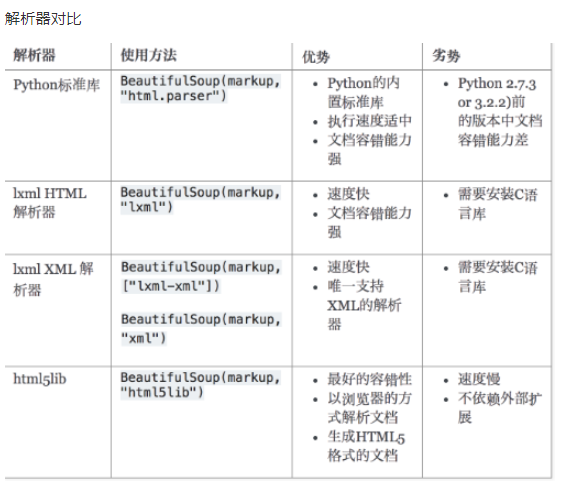 解析器对比
解析器 使用方法 优势 劣势
Python标准库
BeautifulSoup(markup,
"html.parser")
• Python的内
置标准库
• 执行速度适中
• 文档容错能力
强
• Python 2.7.3
or 3.2.2)前
的版本中文档
容错能力差
lxml HTML
解析器
BeautifulSoup(markup,
"lxml")
• 速度快
• 文档容错能力
强
• 需要安装C语
言库
lxml XML 解
析器
BeautifulSoup(markup,
["lxml-xml"])
BeautifulSoup(markup,
"xml")
• 速度快
• 唯一支持
XML的解析
器
• 需要安装C语
言库
html5lib
BeautifulSoup(markup,
"html5lib")
• 最好的容错性
• 以浏览器的方
式解析文档
• 生成HTML5
格式的文档
• 速度慢
• 不依赖外部扩
展